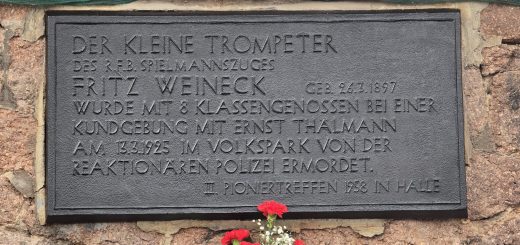 DER KLEINE TROMPETER
DES R.F.B. SPIELMANNSZUGES
FRITZ WEINECK GEB. 26.3.1897
WURDE MIT 8 KLASSENGENOSSEN BEI EINER
KUNDGEBUNG MIT ERNST THÄLMANN
AM 13.3.1925 IM VOLKSPARK VON DER
REAKTIONÄREN POLIZEI ERMORDET.
III. PIONIERTREFFEN 1958 IN HALLE